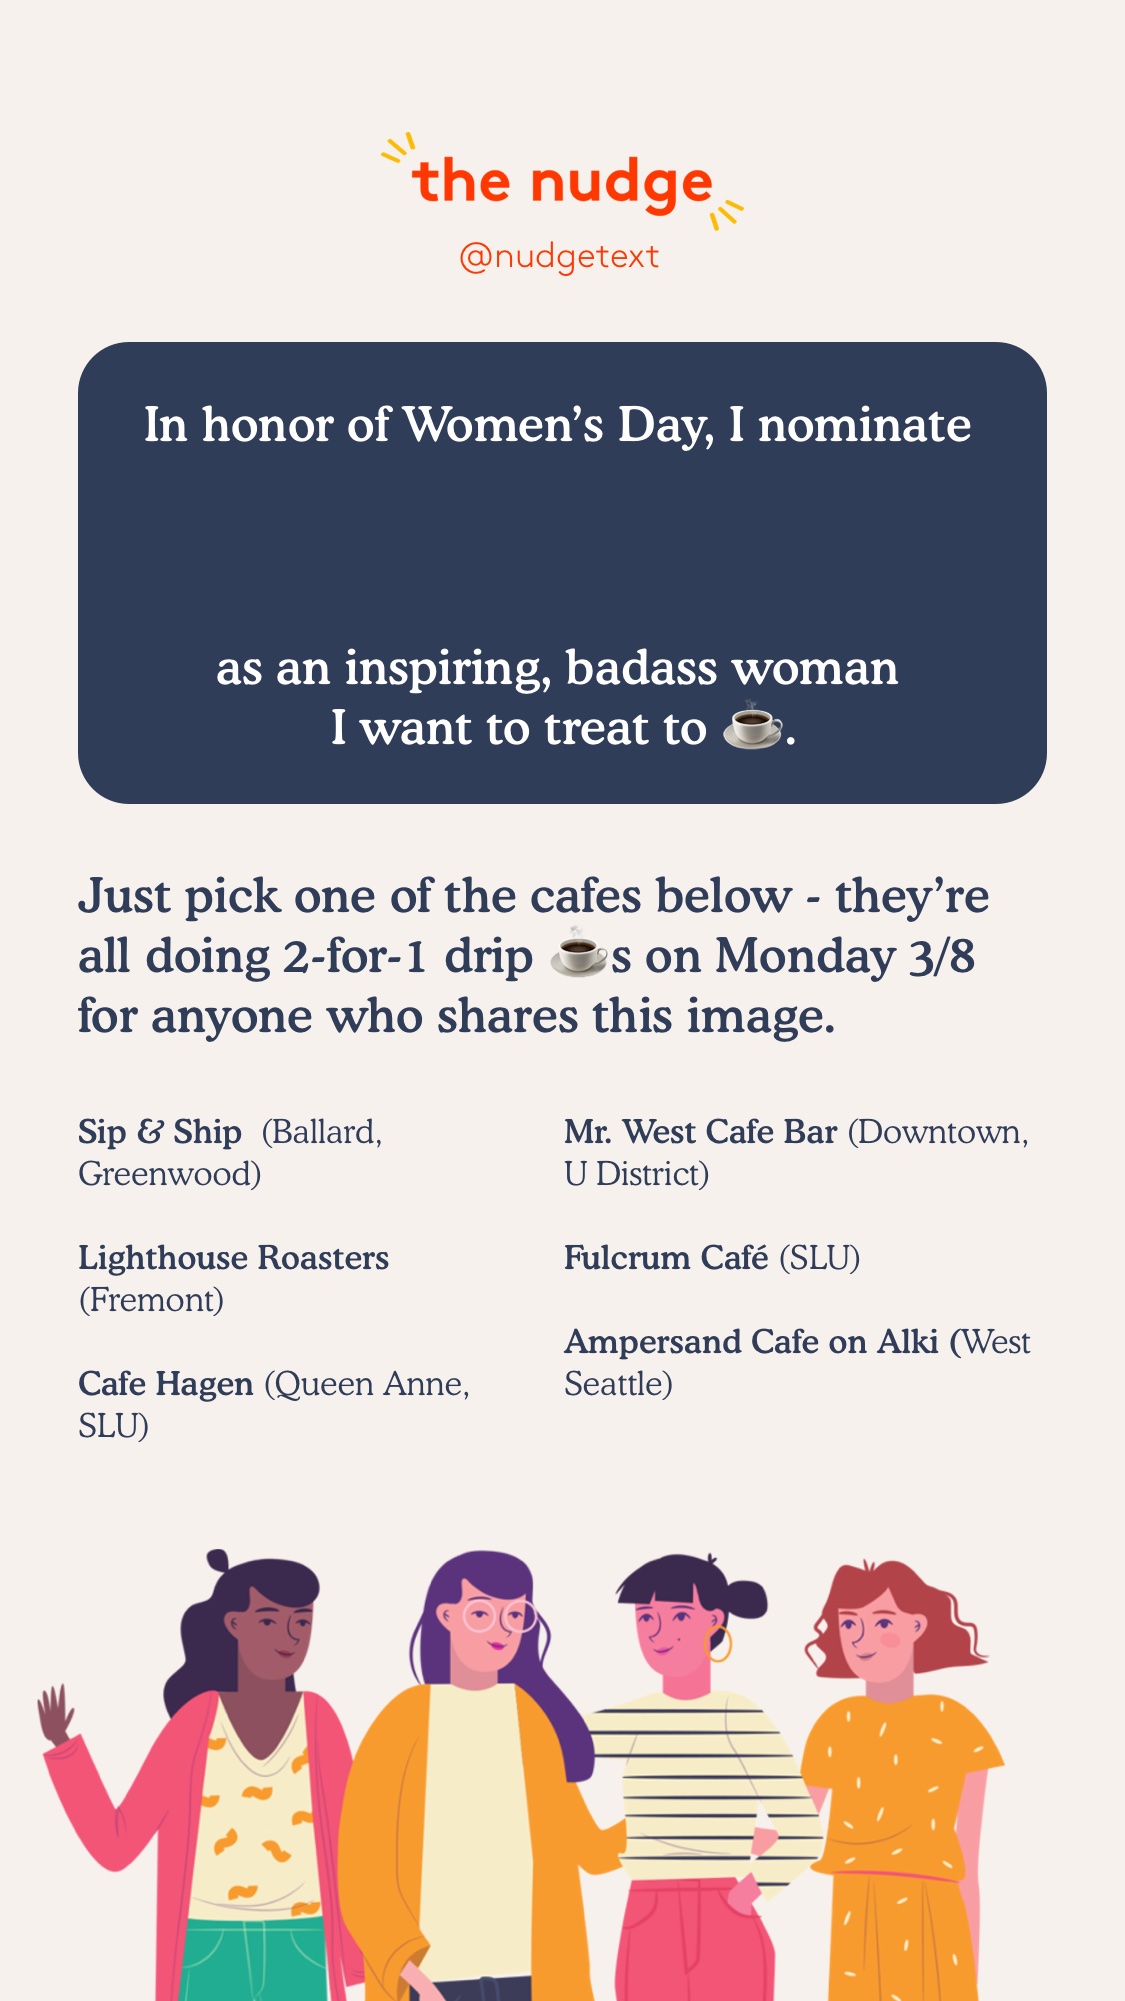 the nudge
@nudgetext
In honor of Women’s Day, I nominate
as an inspiring, badass woman
I want to treat to ☕.
Just pick one of the cafes below - they’re
all doing 2-for-1 drip ☕s on Monday 3/8
for anyone who shares this image.
Sip & Ship (Ballard,
Greenwood)
Lighthouse Roasters
(Fremont)
Cafe Hagen (Queen Anne,
SLU)
Mr. West Cafe Bar (Downtown,
U District)
Fulcrum Café (SLU)
Ampersand Cafe on Alki (West
Seattle)